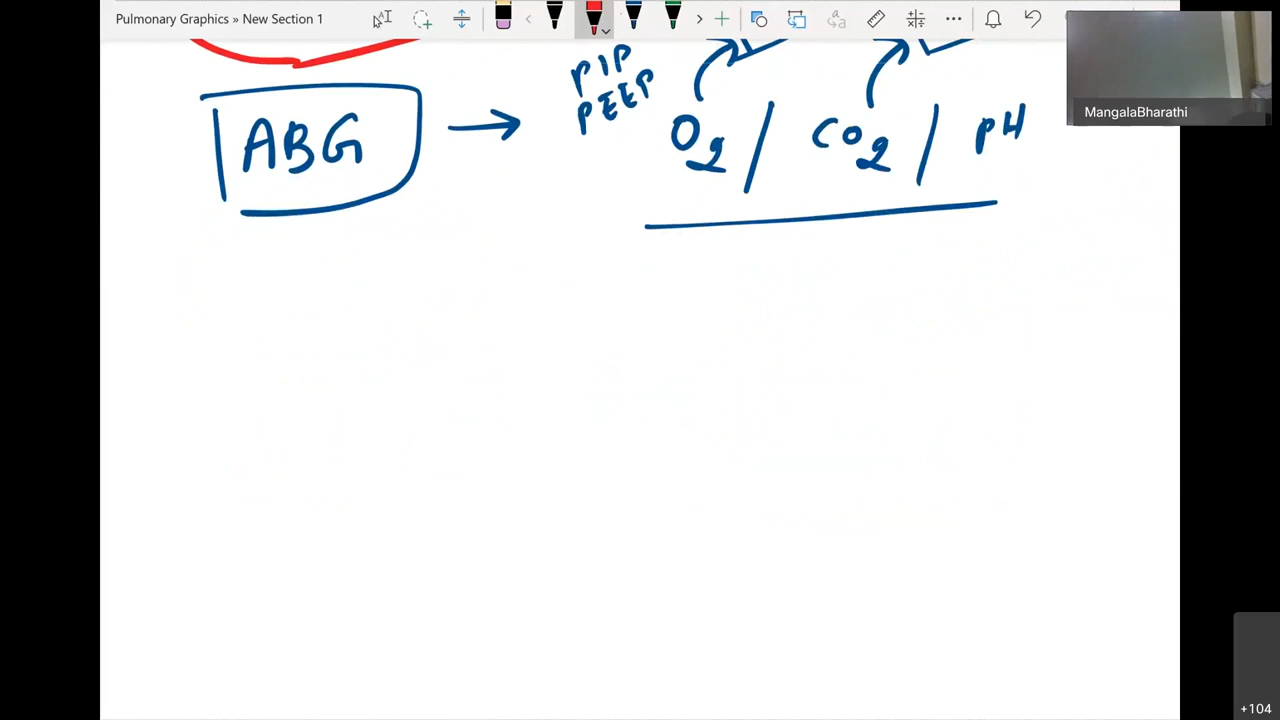 Pulmonary Graphics » New Section 1
MangalaBharathi
PIP
PEEP
ABG → O2 / CO2 / pH
+104